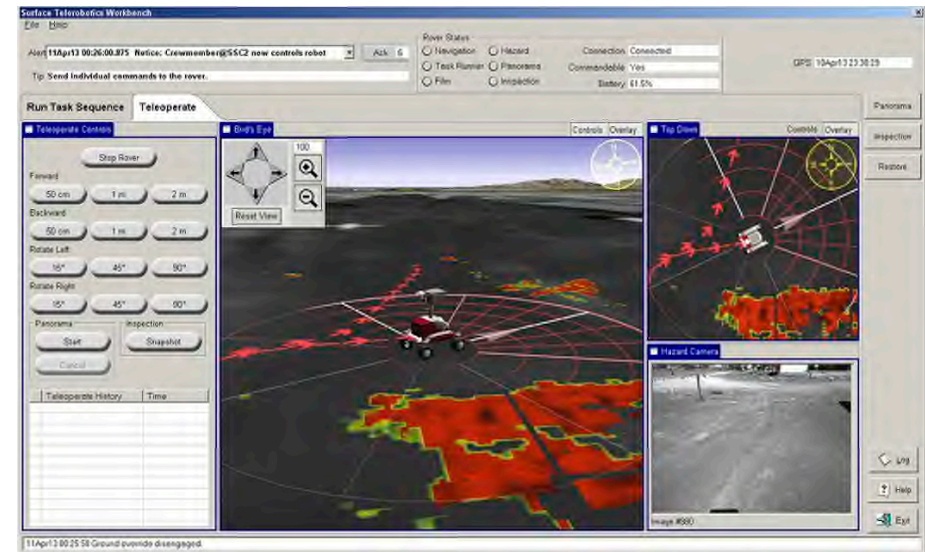 Surface Telerobotics Workbench
File Help
Rover Status
Alert 11Apr13 00:26:00.875 Notice: Crewmember@SSC2 now controls robot Ack 6
Navigation Hazard Connection Connected
Task Runner Panorama Commandable Yes
Film Inspection Battery 61.5%
GPS 10Apr13 23:30:29
Tip Send individual commands to the rover.
Run Task Sequence Teleoperate
Panorama
Inspection
Restore
Teleoperate Controls
Stop Rover
Forward
50 cm 1 m 2 m
Backward
50 cm 1 m 2 m
Rotate Left
15° 45° 90°
Rotate Right
15° 45° 90°
Panorama Inspection
Start Snapshot
Cancel
Teleoperate History Time
Bird's Eye Controls Overlay
100
Reset View
Top Down Controls Overlay
Hazard Camera
Image #880
Log
Help
Exit
11Apr13 00:25:58 Ground override disengaged.